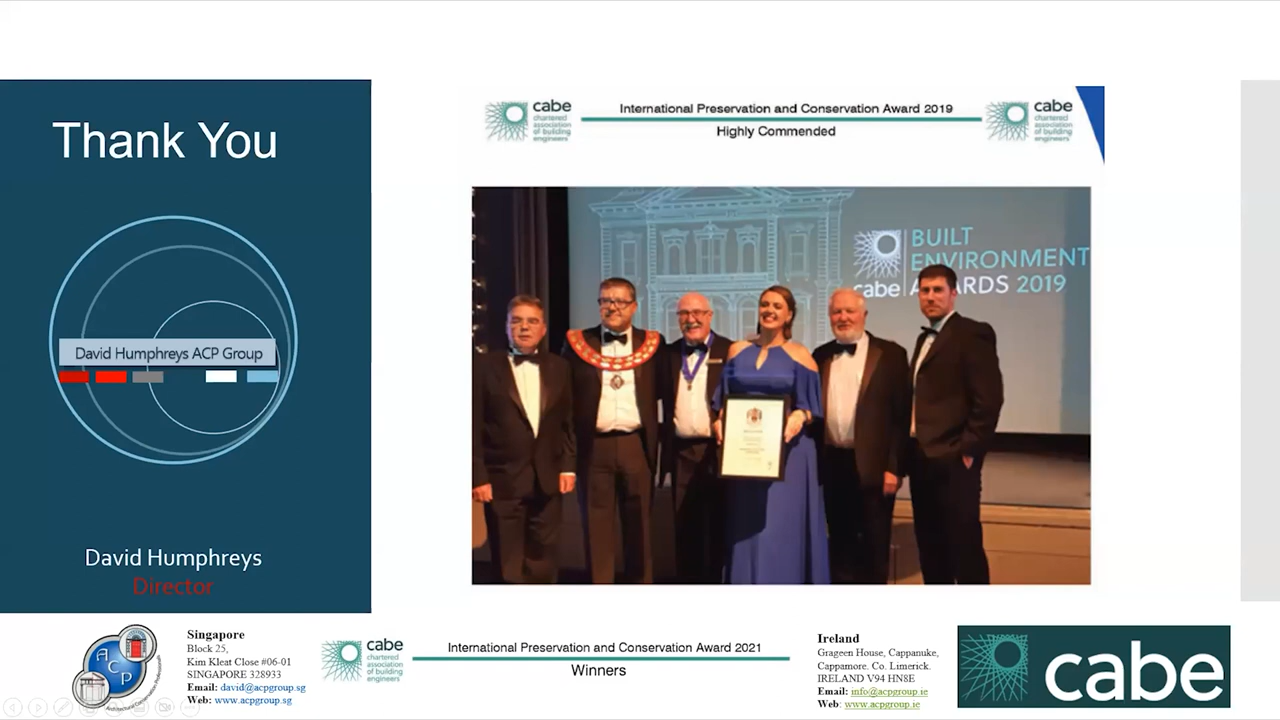 Thank You
David Humphreys ACP Group
David Humphreys
Director
cabe
chartered
association
of building
engineers
International Preservation and Conservation Award 2019
Highly Commended
cabe
chartered
association
of building
engineers
BUILT
ENVIRONMENT
AWARDS 2019
cabe
ACP
Singapore
Block 25,
Kim Kleat Close #06-01
SINGAPORE 328933
Email: david@acpgroup.sg
Web: www.acpgroup.sg
cabe
chartered
association
of building
engineers
International Preservation and Conservation Award 2021
Winners
Ireland
Grageen House, Cappanuke,
Cappamore. Co. Limerick.
IRELAND V94 HN8E
Email: info@acpgroup.ie
Web: www.acpgroup.ie
cabe